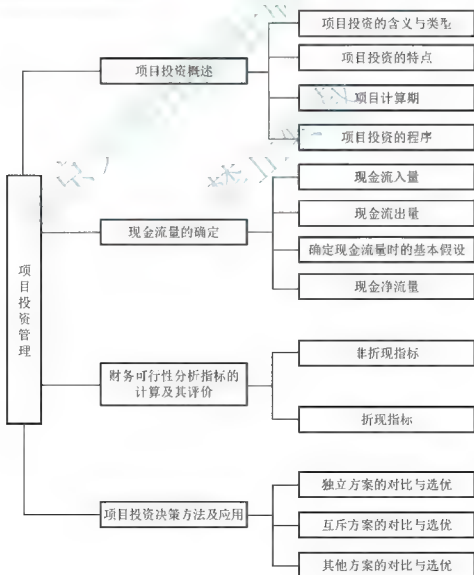 项目投资管理
项目投资概述
项目投资的含义与类型
项目投资的特点
项目计算期
项目投资的程序
现金流量的确定
现金流入量
现金流出量
确定现金流量时的基本假设
现金净流量
财务可行性分析指标的
计算及其评价
非折现指标
折现指标
项目投资决策方法及应用
独立方案的对比与选优
互斥方案的对比与选优
其他方案的对比与选优